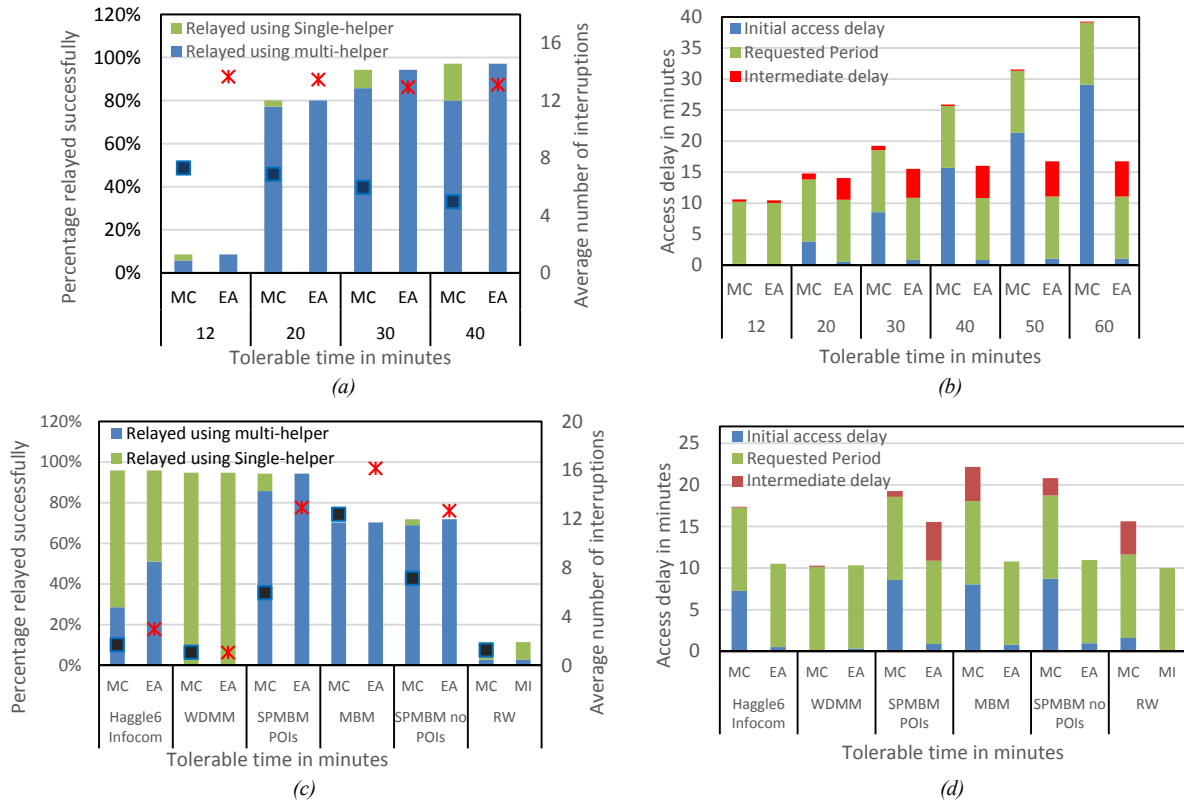 120%
100%
80%
60%
40%
20%
0%
Percentage relayed successfully
Relayed using Single-helper
Relayed using multi-helper
16
12
8
4
0
Average number of interruptions
MC EA MC EA MC EA MC EA
12 20 30 40
Tolerable time in minutes
(a)
40
35
30
25
20
15
10
5
0
Access delay in minutes
Initial access delay
Requested Period
Intermediate delay
MC EA MC EA MC EA MC EA MC EA MC EA
12 20 30 40 50 60
Tolerable time in minutes
(b)
120%
100%
80%
60%
40%
20%
0%
Percentage relayed successfully
Relayed using multi-helper
Relayed using Single-helper
20
16
12
8
4
0
Average number of interruptions
MC EA MC EA MC EA MC EA MC EA MC MI
Haggle6 WDMM SPMBM MBM SPMBM no RW
Infocom POIs POIs
Tolerable time in minutes
(c)
25
20
15
10
5
0
Access delay in minutes
Initial access delay
Requested Period
Intermediate delay
MC EA MC EA MC EA MC EA MC EA MC MI
Haggle6 WDMM SPMBM MBM SPMBM no RW
Infocom POIs POIs
Tolerable time in minutes
(d)